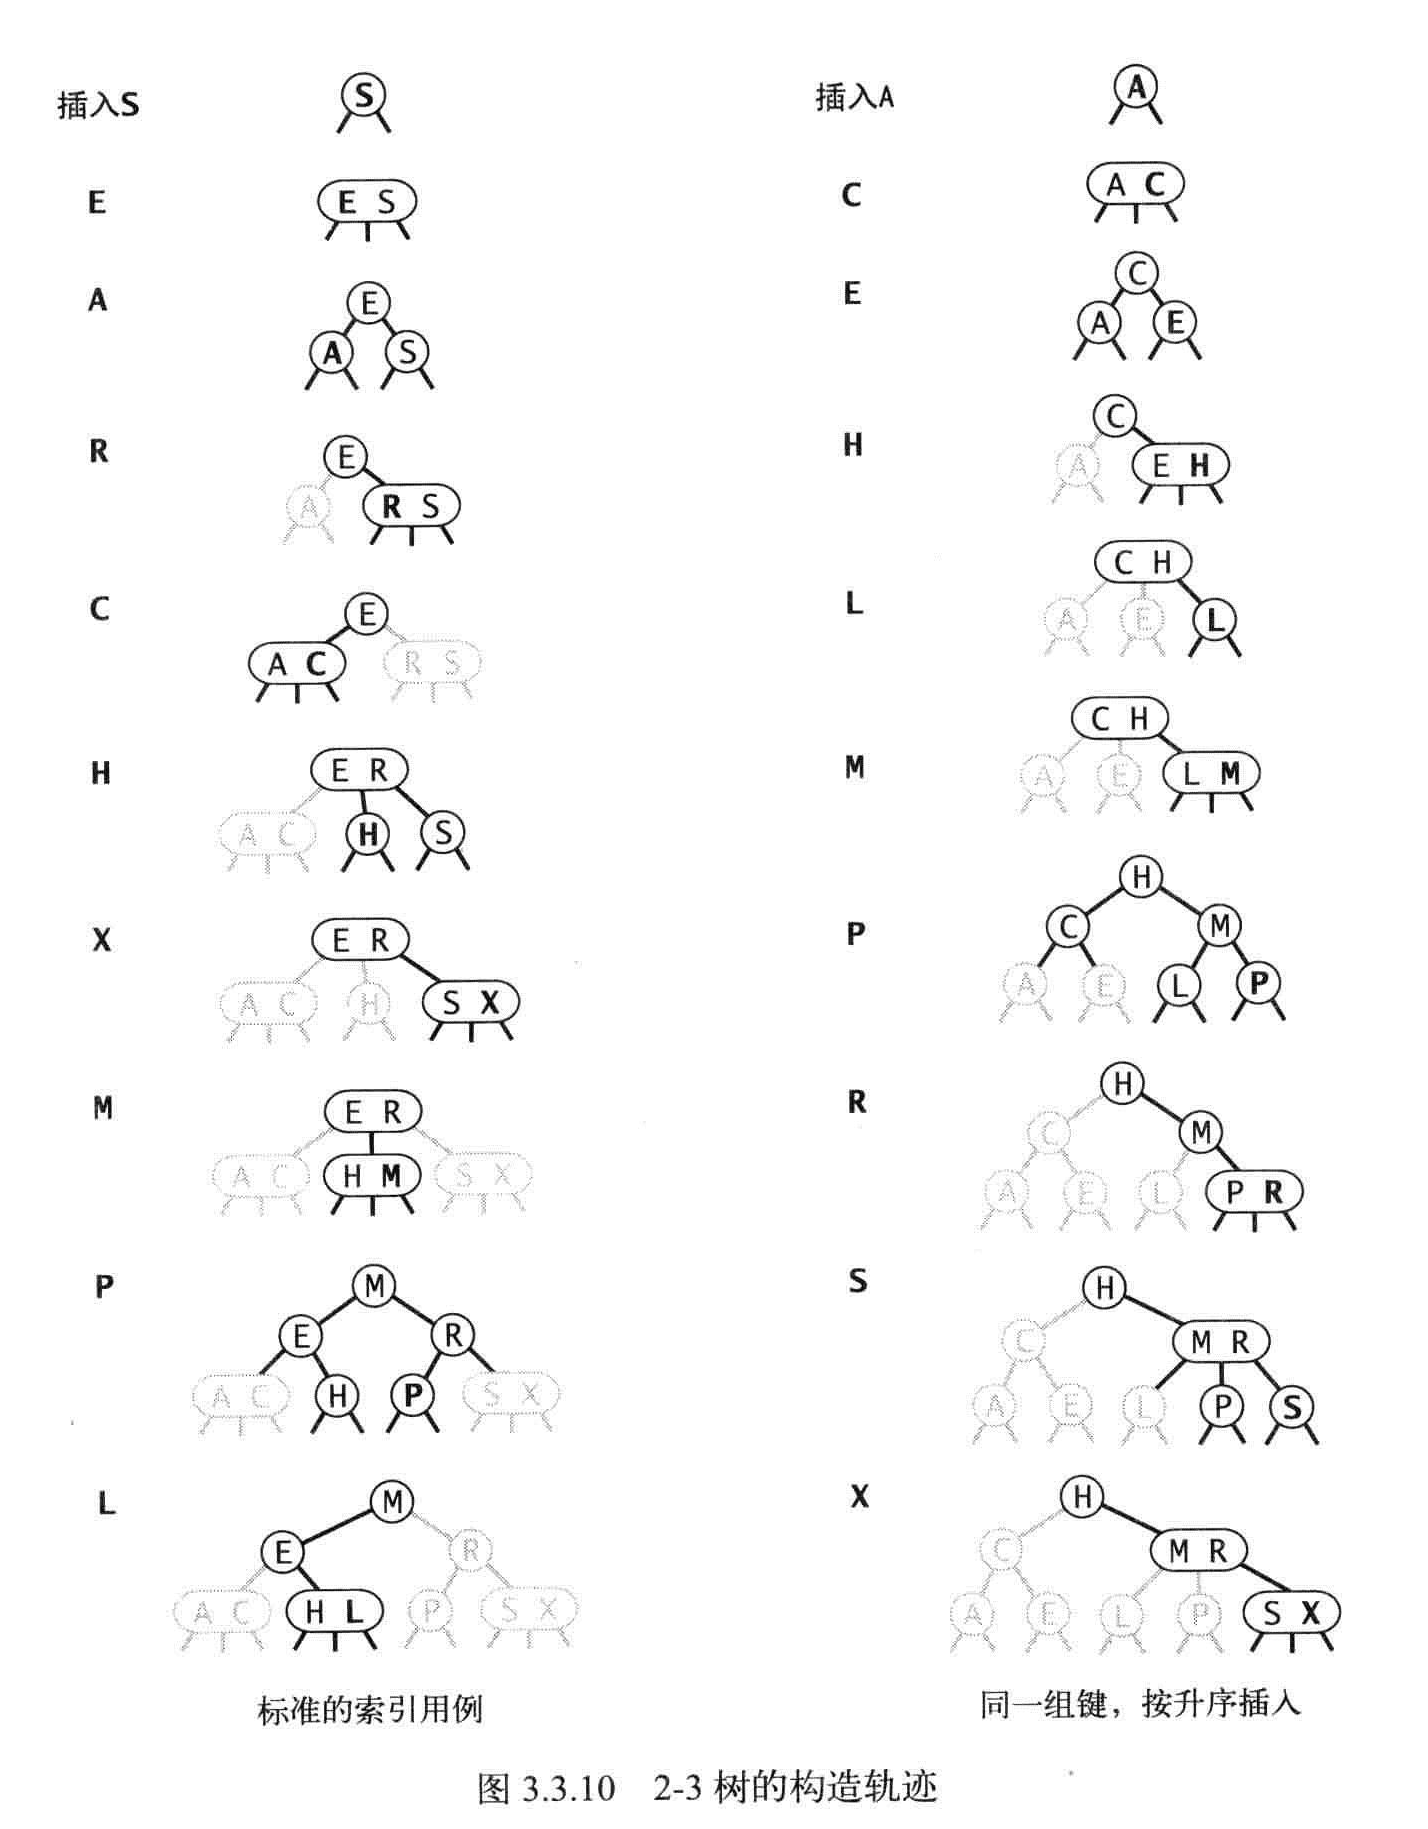 插入S
S
E
E S
A
E
A S
R
E
A R S
C
E
A C R S
H
E R
A C H S
X
E R
A C H S X
M
E R
A C H M S X
P
M
E R
A C H P S X
L
M
E R
A C H L P S X
标准的索引用例
插入A
A
C
A C
E
C
A E
H
C
A E H
L
C H
A E L
M
C H
A E L M
P
H
C M
A E L P
R
H
C M
A E L P R
S
H
C M R
A E L P S
X
H
C M R
A E L P S X
同一组键，按升序插入
图 3.3.10 2-3 树的构造轨迹